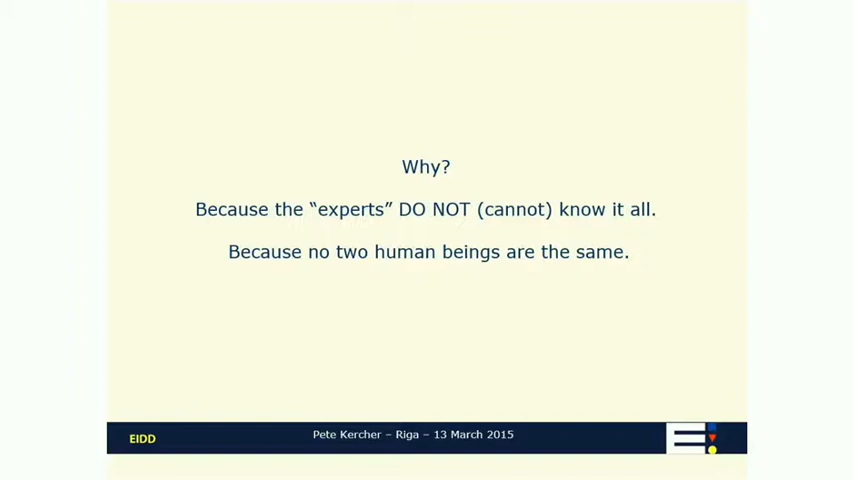 Why?
Because the “experts” DO NOT (cannot) know it all.
Because no two human beings are the same.
EIDD
Pete Kercher – Riga – 13 March 2015